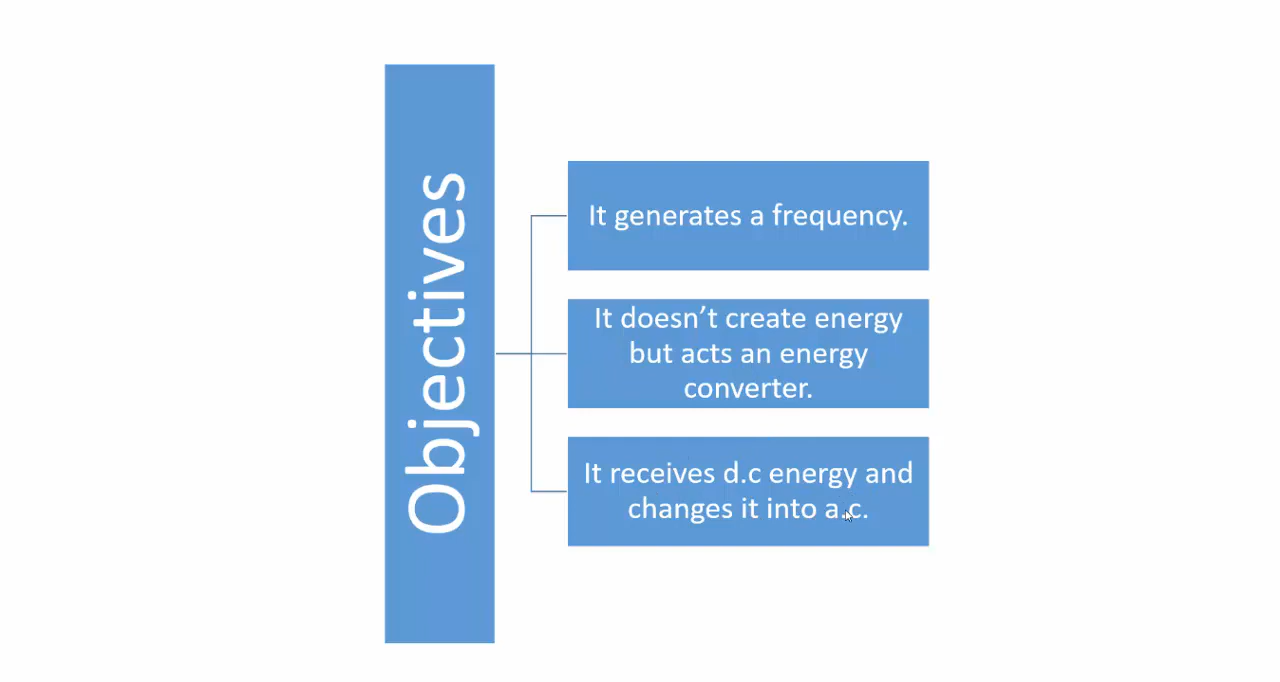 Objectives
It generates a frequency.
It doesn’t create energy
but acts an energy
converter.
It receives d.c energy and
changes it into a.c.